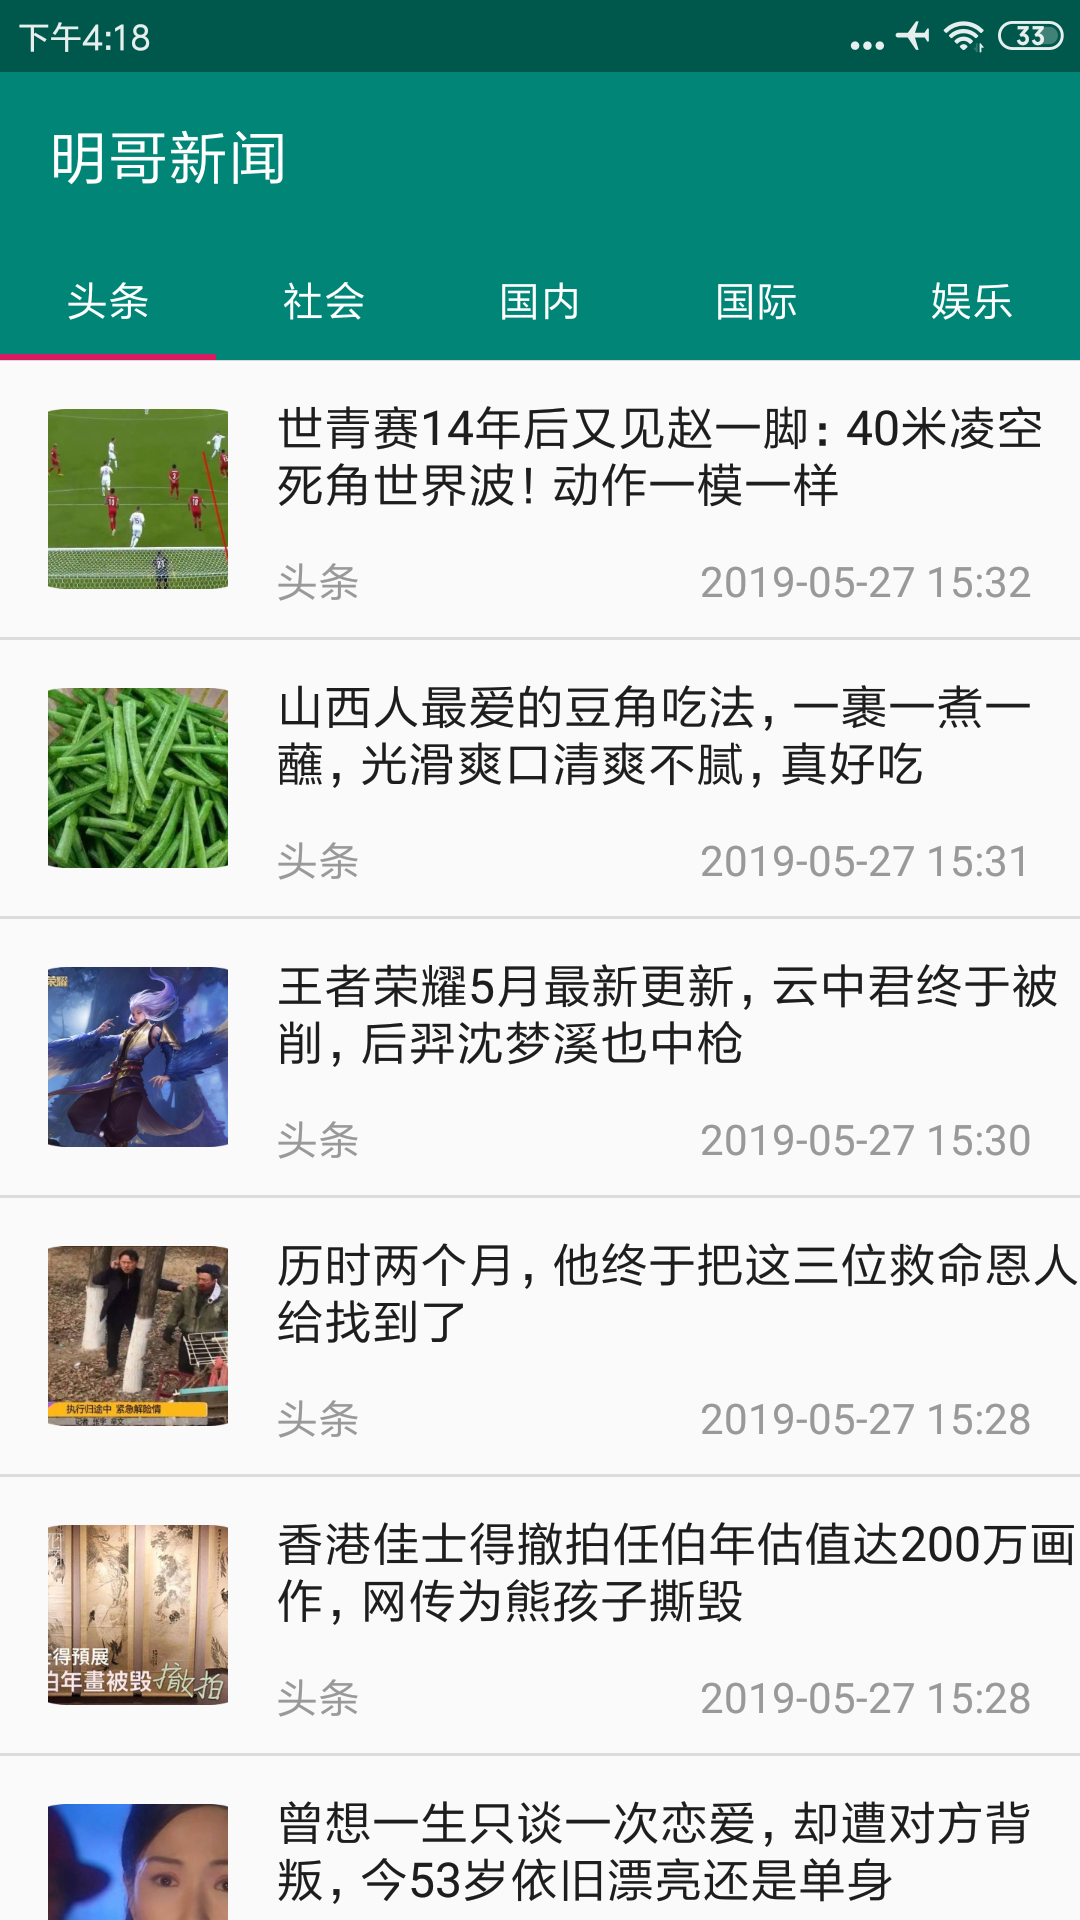 下午4:18
33
明哥新闻
头条 社会 国内 国际 娱乐
世青赛14年后又见赵一脚：40米凌空
死角世界波！动作一模一样
头条 2019-05-27 15:32
山西人最爱的豆角吃法，一裹一煮一
蘸，光滑爽口清爽不腻，真好吃
头条 2019-05-27 15:31
荣耀
王者荣耀5月最新更新，云中君终于被
削，后羿沈梦溪也中枪
头条 2019-05-27 15:30
历时两个月，他终于把这三位救命恩人
给找到了
执行归途中 紧急解险情
头条 2019-05-27 15:28
香港佳士得撤拍任伯年估值达200万画
作，网传为熊孩子撕毁
士得預展
伯年畫被毀撤拍
头条 2019-05-27 15:28
曾想一生只谈一次恋爱，却遭对方背
叛，今53岁依旧漂亮还是单身